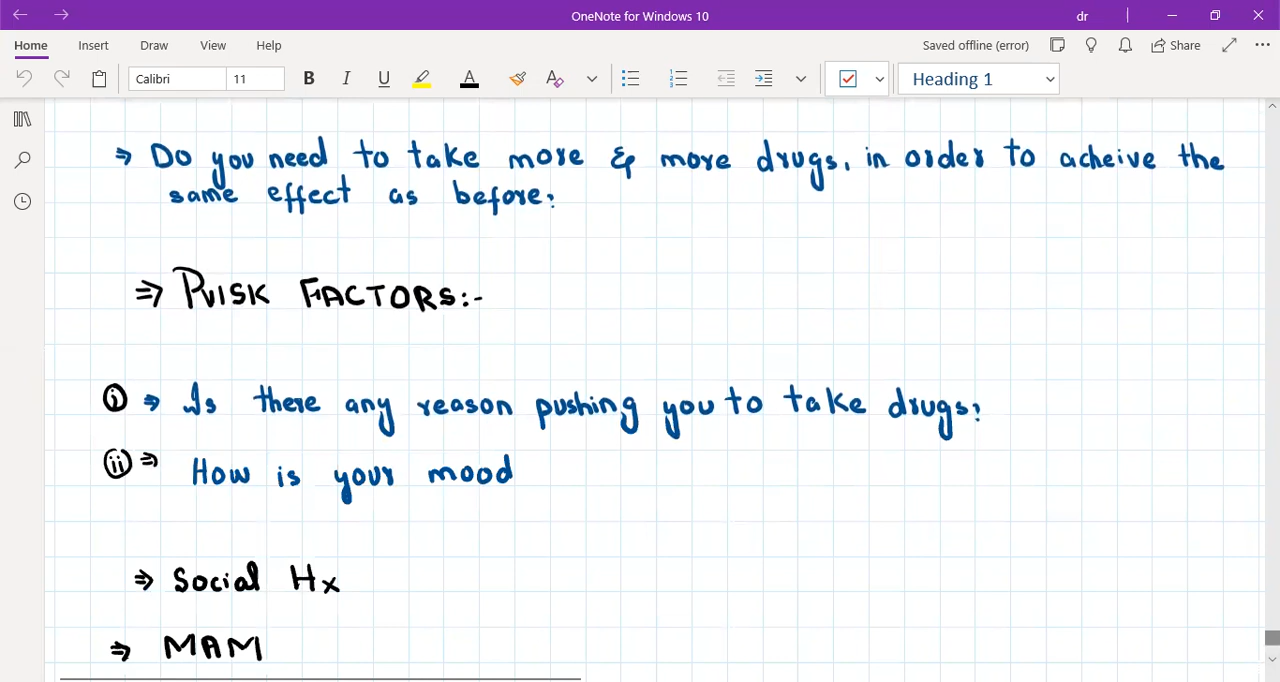 OneNote for Windows 10
dr
Home Insert Draw View Help
Saved offline (error)
Share
Calibri 11 B I U A A Heading 1
⇒ Do you need to take more & more drugs, in order to acheive the
same effect as before?
⇒ RISK FACTORS:-
(i) ⇒ Is there any reason pushing you to take drugs?
(ii) ⇒ How is your mood
⇒ Social Hx
⇒ MAM